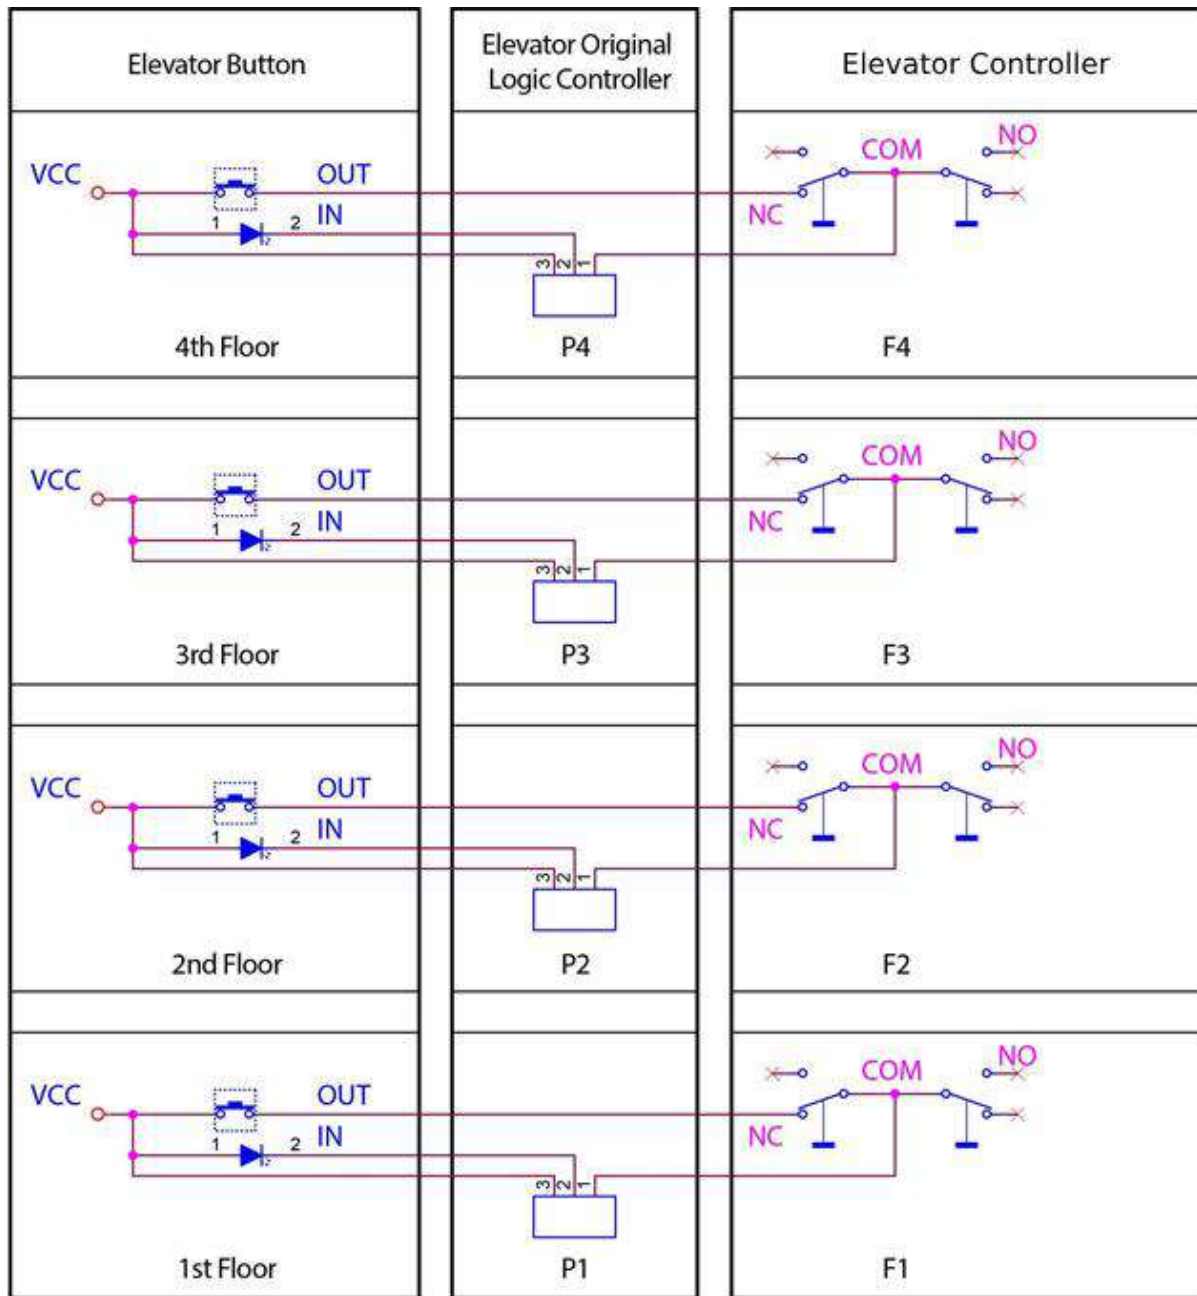 Elevator Button
Elevator Original
Logic Controller
Elevator Controller
VCC
OUT
IN
1
2
3
2
1
NC
COM
NO
4th Floor
P4
F4
VCC
OUT
IN
1
2
3
2
1
NC
COM
NO
3rd Floor
P3
F3
VCC
OUT
IN
1
2
3
2
1
NC
COM
NO
2nd Floor
P2
F2
VCC
OUT
IN
1
2
3
2
1
NC
COM
NO
1st Floor
P1
F1